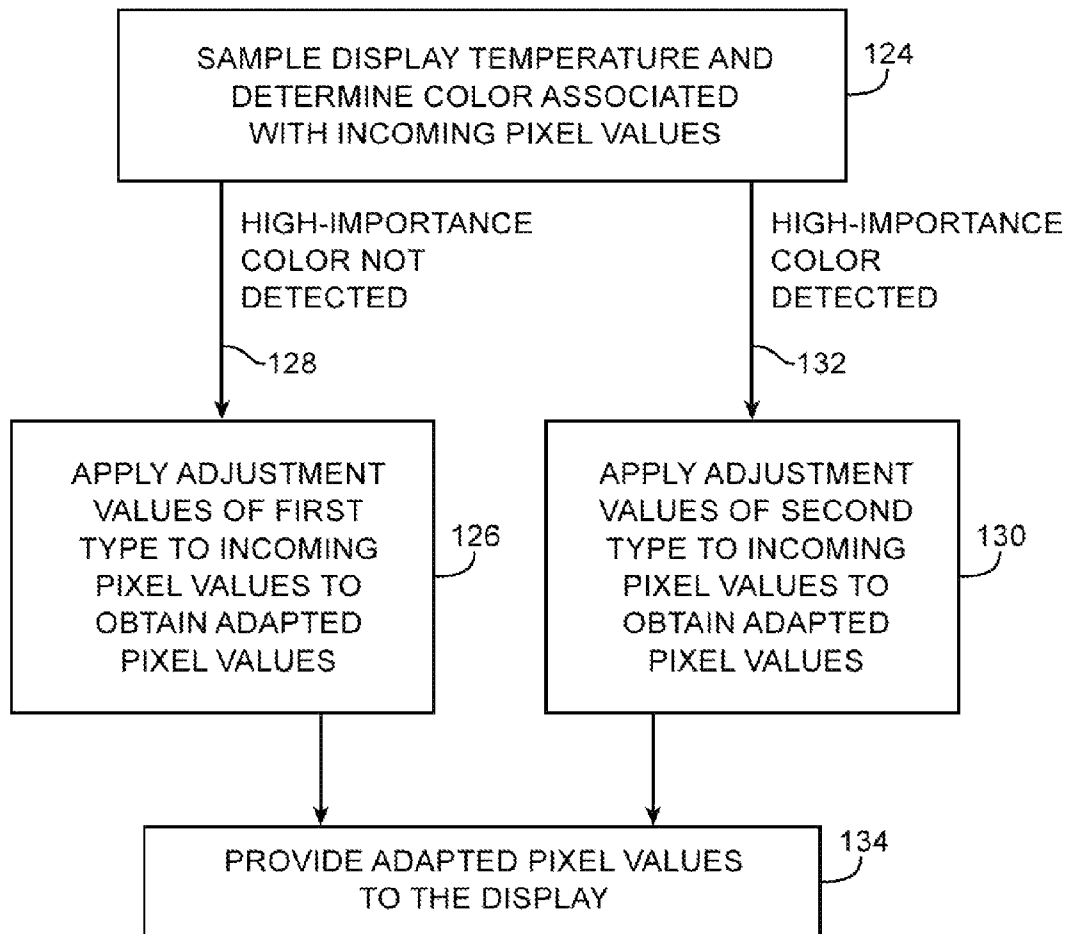 SAMPLE DISPLAY TEMPERATURE AND
DETERMINE COLOR ASSOCIATED
WITH INCOMING PIXEL VALUES
124
HIGH-IMPORTANCE
COLOR NOT
DETECTED
128
HIGH-IMPORTANCE
COLOR
DETECTED
132
APPLY ADJUSTMENT
VALUES OF FIRST
TYPE TO INCOMING
PIXEL VALUES TO
OBTAIN ADAPTED
PIXEL VALUES
126
APPLY ADJUSTMENT
VALUES OF SECOND
TYPE TO INCOMING
PIXEL VALUES TO
OBTAIN ADAPTED
PIXEL VALUES
130
PROVIDE ADAPTED PIXEL VALUES
TO THE DISPLAY
134